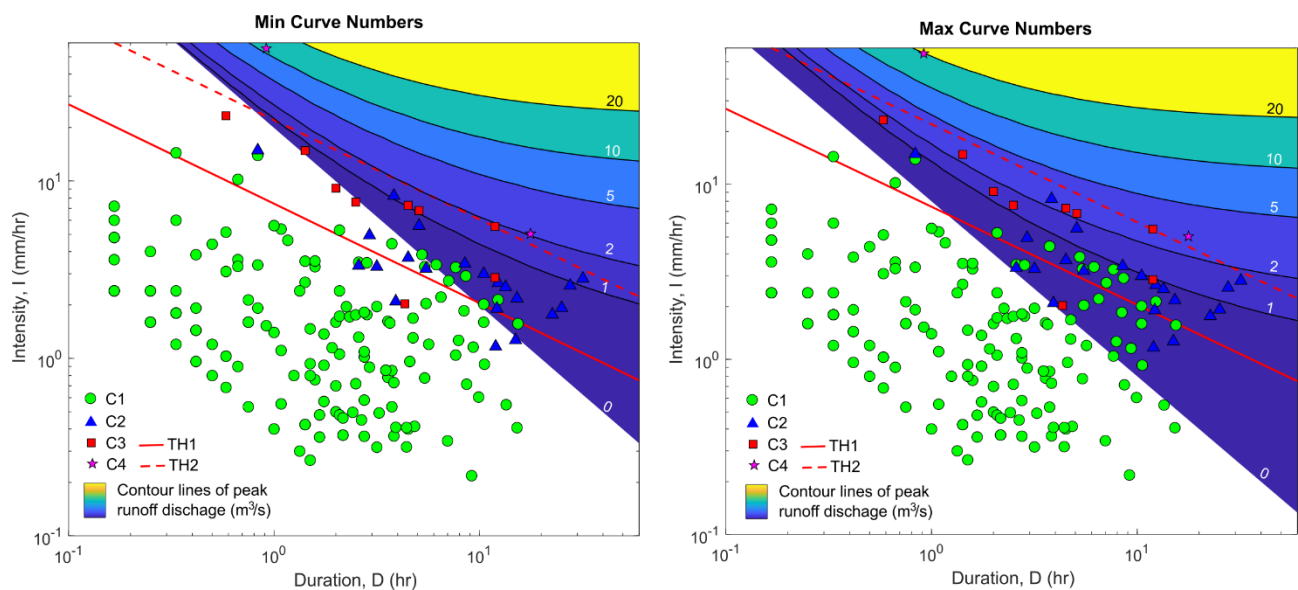 Min Curve Numbers
20
10
5
2
1
0
10^1
10^0
10^-1
Intensity, I (mm/hr)
C1
C2
C3
C4
TH1
TH2
Contour lines of peak
runoff dischage (m³/s)
10^-1
10^0
10^1
Duration, D (hr)
Max Curve Numbers
20
10
5
2
1
0
10^1
10^0
10^-1
Intensity, I (mm/hr)
C1
C2
C3
C4
TH1
TH2
Contour lines of peak
runoff dischage (m³/s)
10^-1
10^0
10^1
Duration, D (hr)